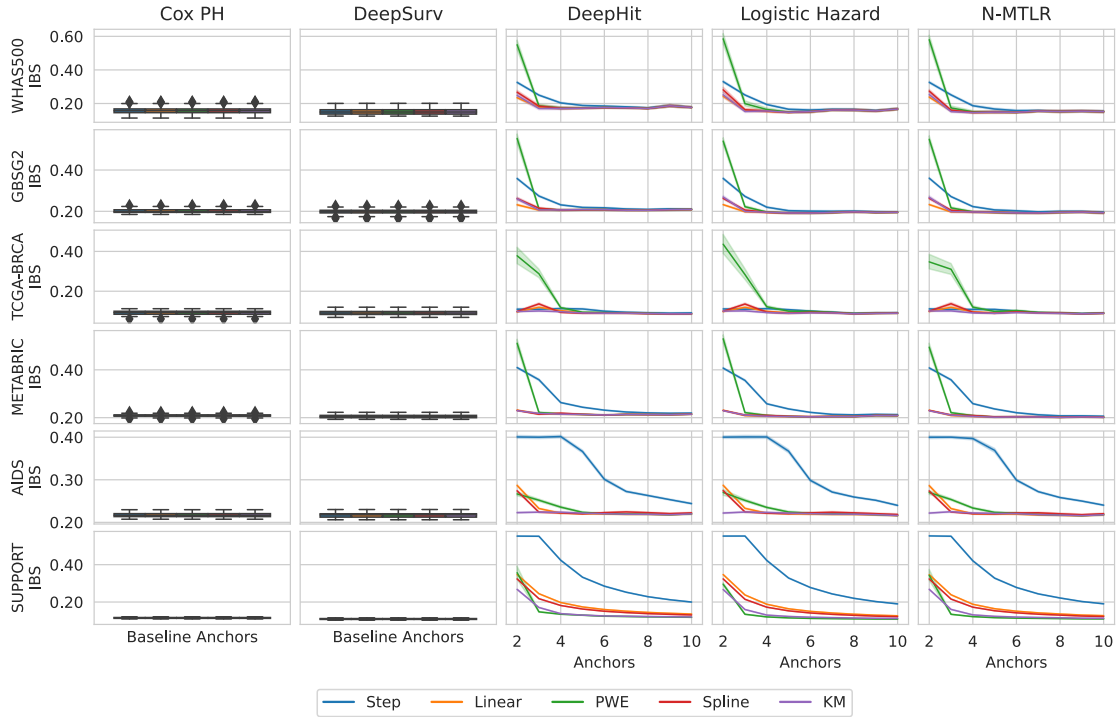 Cox PH DeepSurv DeepHit Logistic Hazard N-MTLR
WHAS500
IBS
0.60
0.40
0.20
GBSG2
IBS
0.40
0.20
TCGA-BRCA
IBS
0.40
0.20
METABRIC
IBS
0.40
0.20
AIDS
IBS
0.40
0.30
0.20
SUPPORT
IBS
0.40
0.20
Baseline Anchors Baseline Anchors 2 4 6 8 10 2 4 6 8 10 2 4 6 8 10
Anchors Anchors Anchors
Step Linear PWE Spline KM